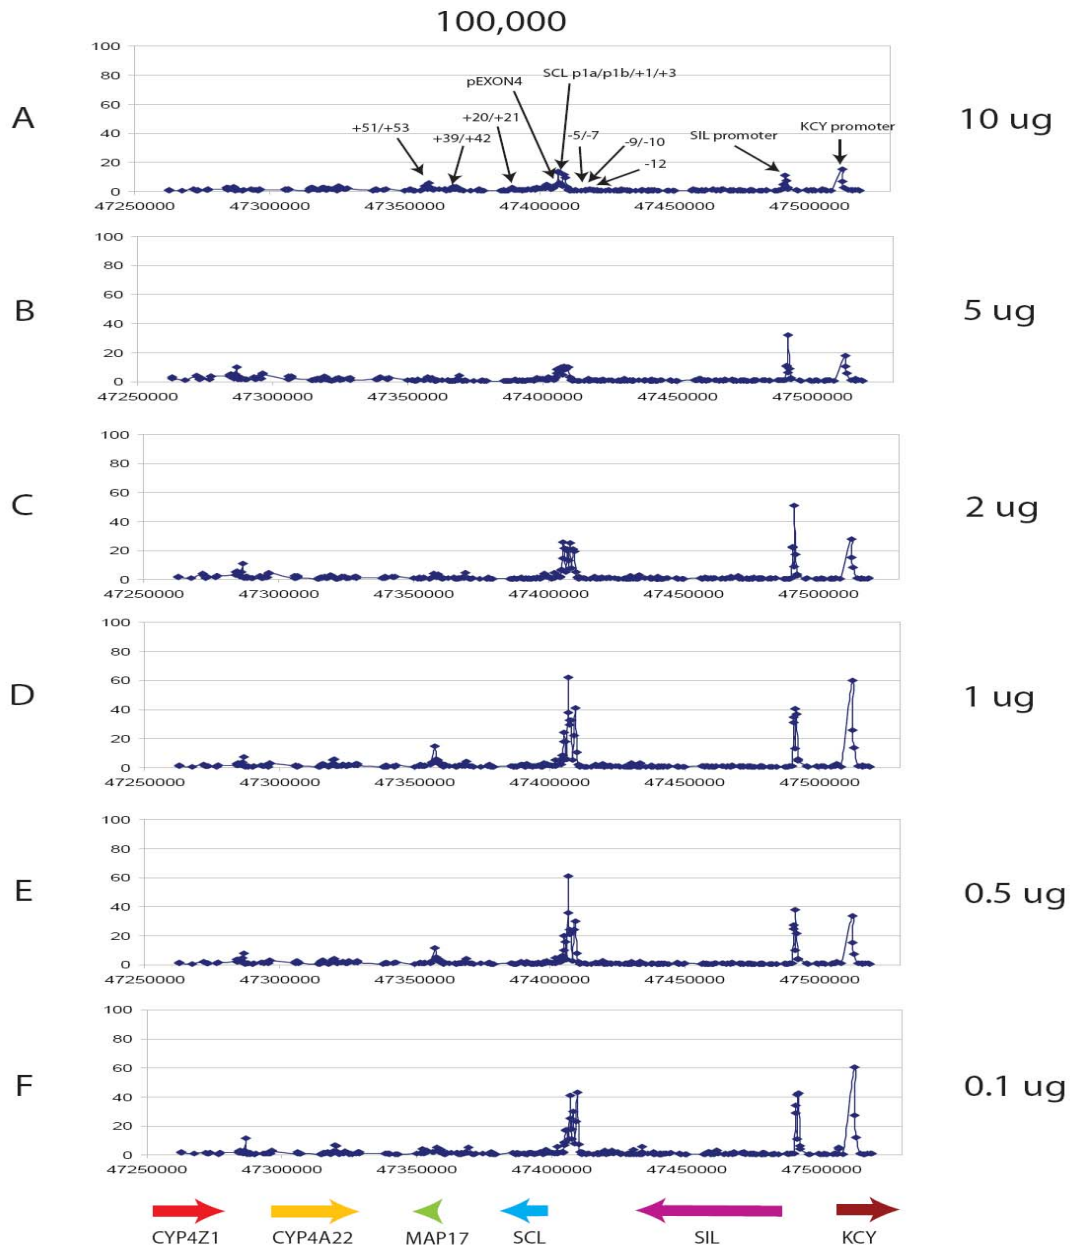 100,000
100
80
60
40
20
0
A
10 ug
SCL p1a/p1b/+1/+3
pEXON4
+51/+53
+39/+42
+20/+21
-5/-7
-9/-10
-12
SIL promoter
KCY promoter
47250000 47300000 47350000 47400000 47450000 47500000
100
80
60
40
20
0
B
5 ug
47250000 47300000 47350000 47400000 47450000 47500000
100
80
60
40
20
0
C
2 ug
47250000 47300000 47350000 47400000 47450000 47500000
100
80
60
40
20
0
D
1 ug
47250000 47300000 47350000 47400000 47450000 47500000
100
80
60
40
20
0
E
0.5 ug
47250000 47300000 47350000 47400000 47450000 47500000
100
80
60
40
20
0
F
0.1 ug
47250000 47300000 47350000 47400000 47450000 47500000
CYP4Z1 CYP4A22 MAP17 SCL SIL KCY